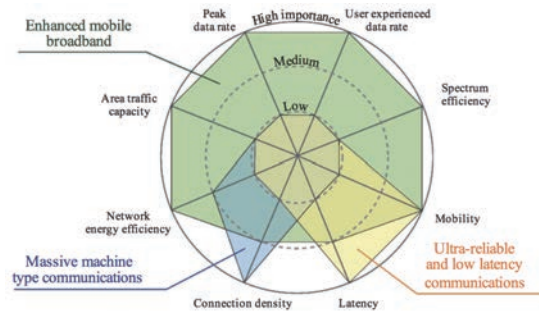 Enhanced mobile
broadband
Peak
data rate
High importance
User experienced
data rate
Medium
Area traffic
capacity
Low
Spectrum
efficiency
Network
energy efficiency
Mobility
Massive machine
type communications
Ultra-reliable
and low latency
communications
Connection density
Latency